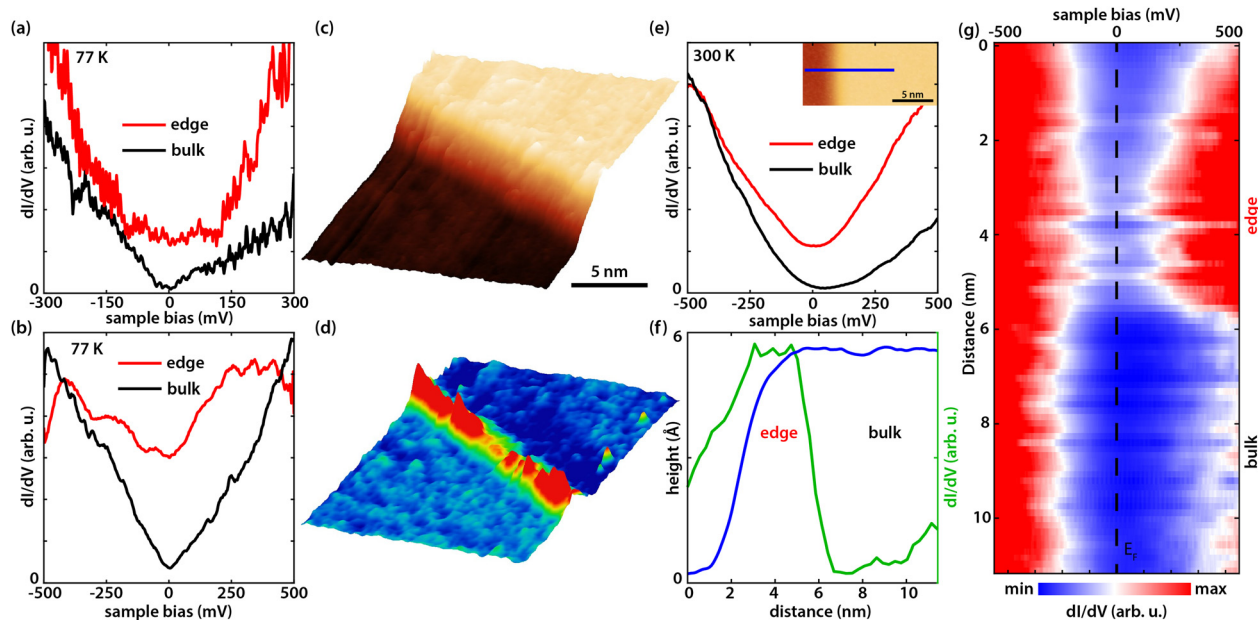 (a)
77 K
edge
bulk
dI/dV (arb. u.)
0
-300 -150 0 150 300
sample bias (mV)
(b)
77 K
edge
bulk
dI/dV (arb. u.)
0
-500 -250 0 250 500
sample bias (mV)
(c)
5 nm
(d)
(e)
300 K
5 nm
edge
bulk
dI/dV (arb. u.)
0
-500 -250 0 250 500
sample bias (mV)
(f)
6
height (Å)
edge
bulk
dI/dV (arb. u.)
0
0 2 4 6 8 10
distance (nm)
(g)
sample bias (mV)
-500 0 500
0
2
4
6
8
10
Distance (nm)
edge
bulk
EF
min max
dI/dV (arb. u.)